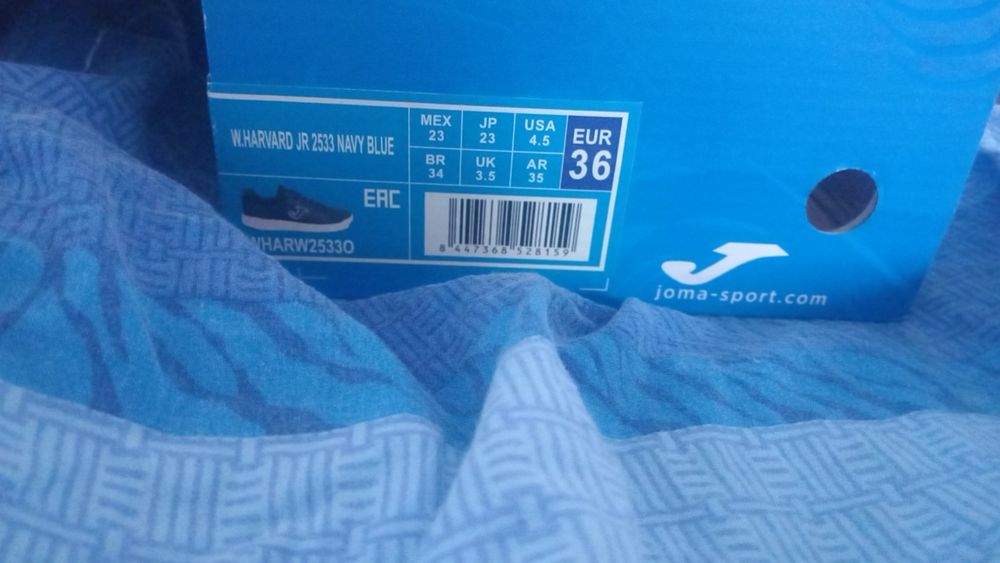 W.HARVARD JR 2533 NAVY BLUE
MEX 23
JP 23
USA 4.5
EUR 36
BR 34
UK 3.5
AR 35
EAC
WHARW2533O
8 447368 528159
joma-sport.com